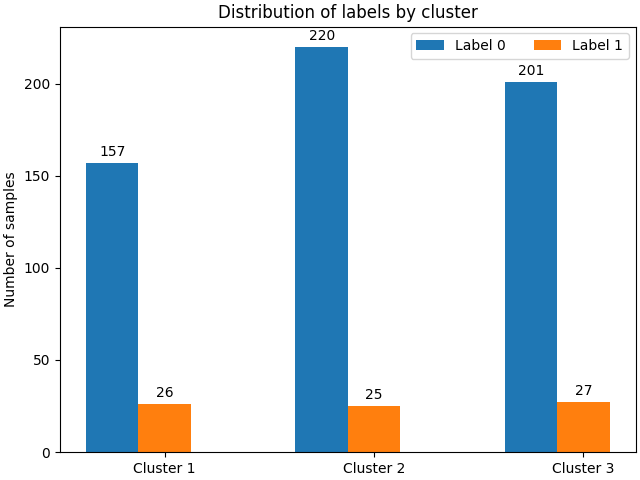 Distribution of labels by cluster
Label 0
Label 1
Number of samples
200
150
100
50
0
157
26
220
25
201
27
Cluster 1
Cluster 2
Cluster 3